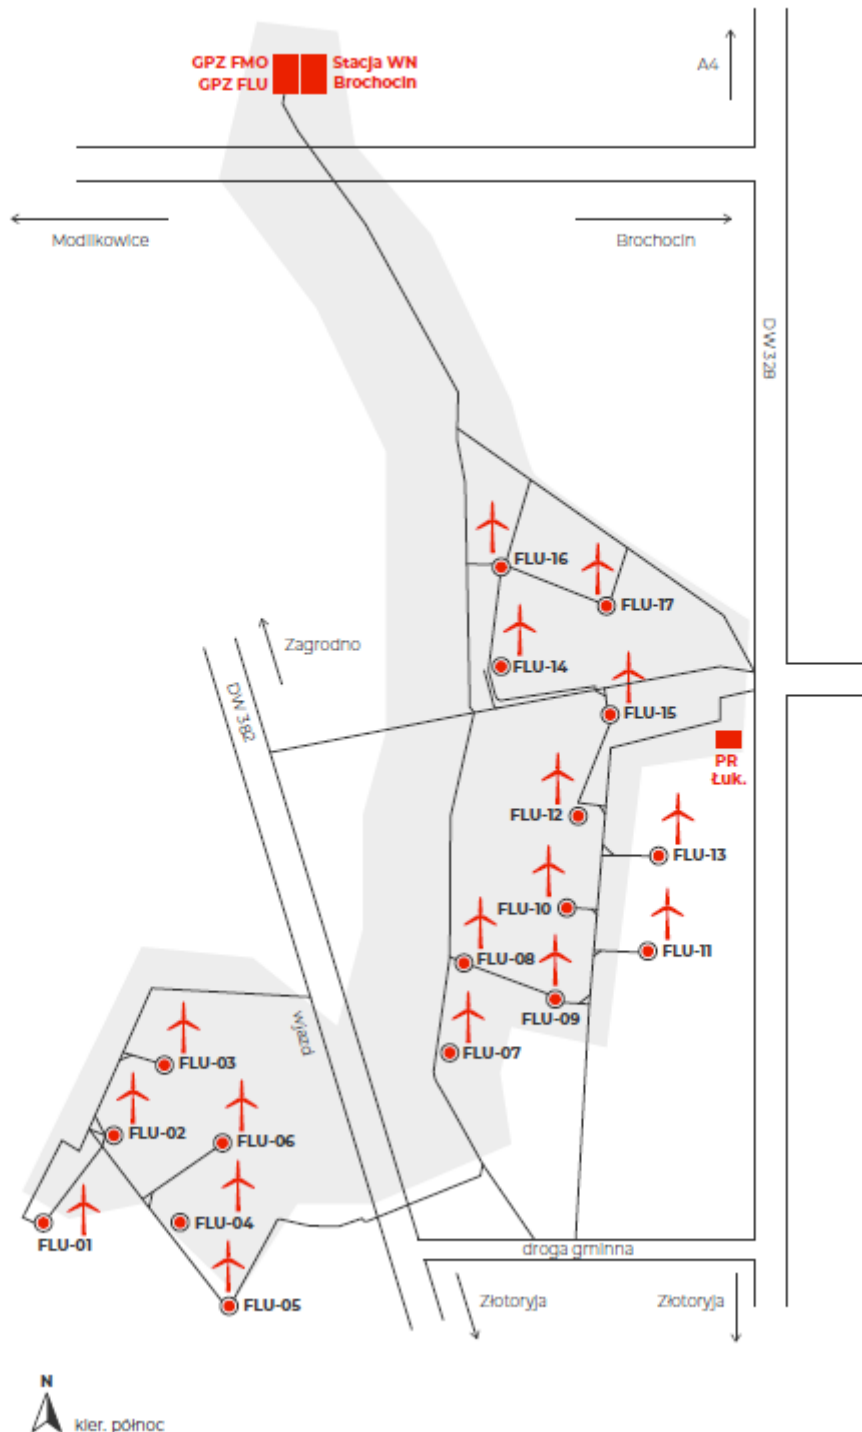 GPZ FMO
GPZ FLU
Stacja WN
Brochocin
A4
Modlikowice
Brochocin
DW 328
FLU-16
FLU-17
Zagrodno
FLU-14
DW 382
FLU-15
PR
Łuk.
FLU-12
FLU-13
FLU-10
FLU-11
FLU-08
FLU-09
wjazd
FLU-07
FLU-03
FLU-02
FLU-06
FLU-04
FLU-01
droga gminna
FLU-05
Złotoryja
Złotoryja
N
kier. północ